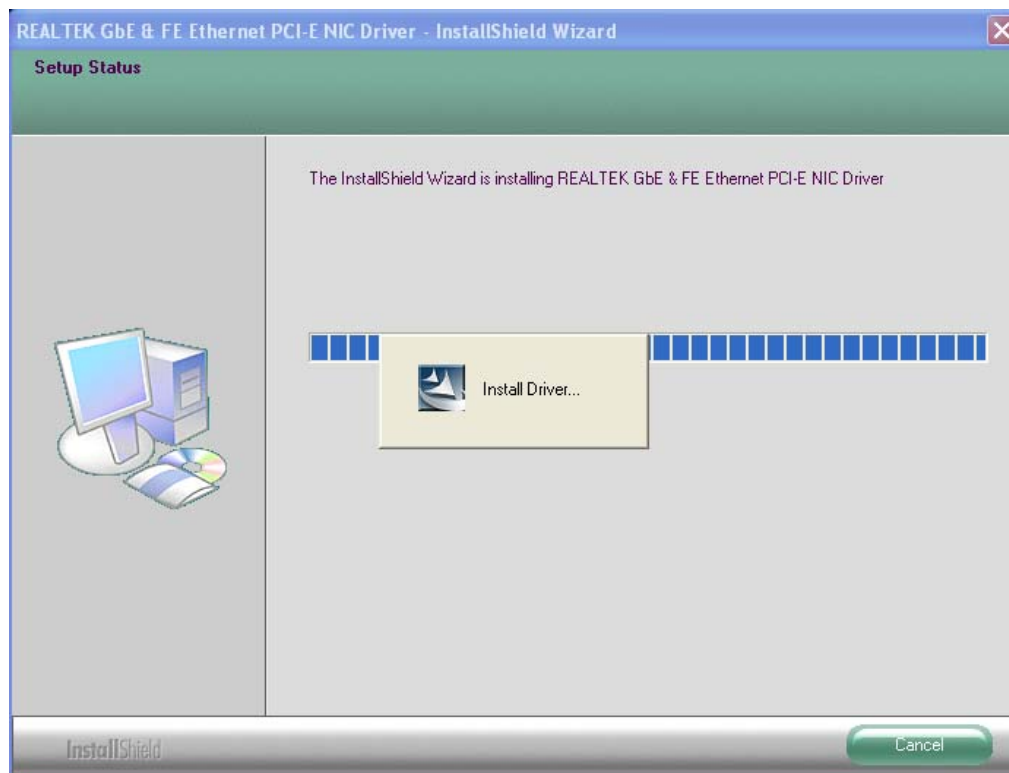 REALTEK GbE & FE Ethernet PCI-E NIC Driver - InstallShield Wizard
Setup Status
The InstallShield Wizard is installing REALTEK GbE & FE Ethernet PCI-E NIC Driver
Install Driver...
InstallShield
Cancel